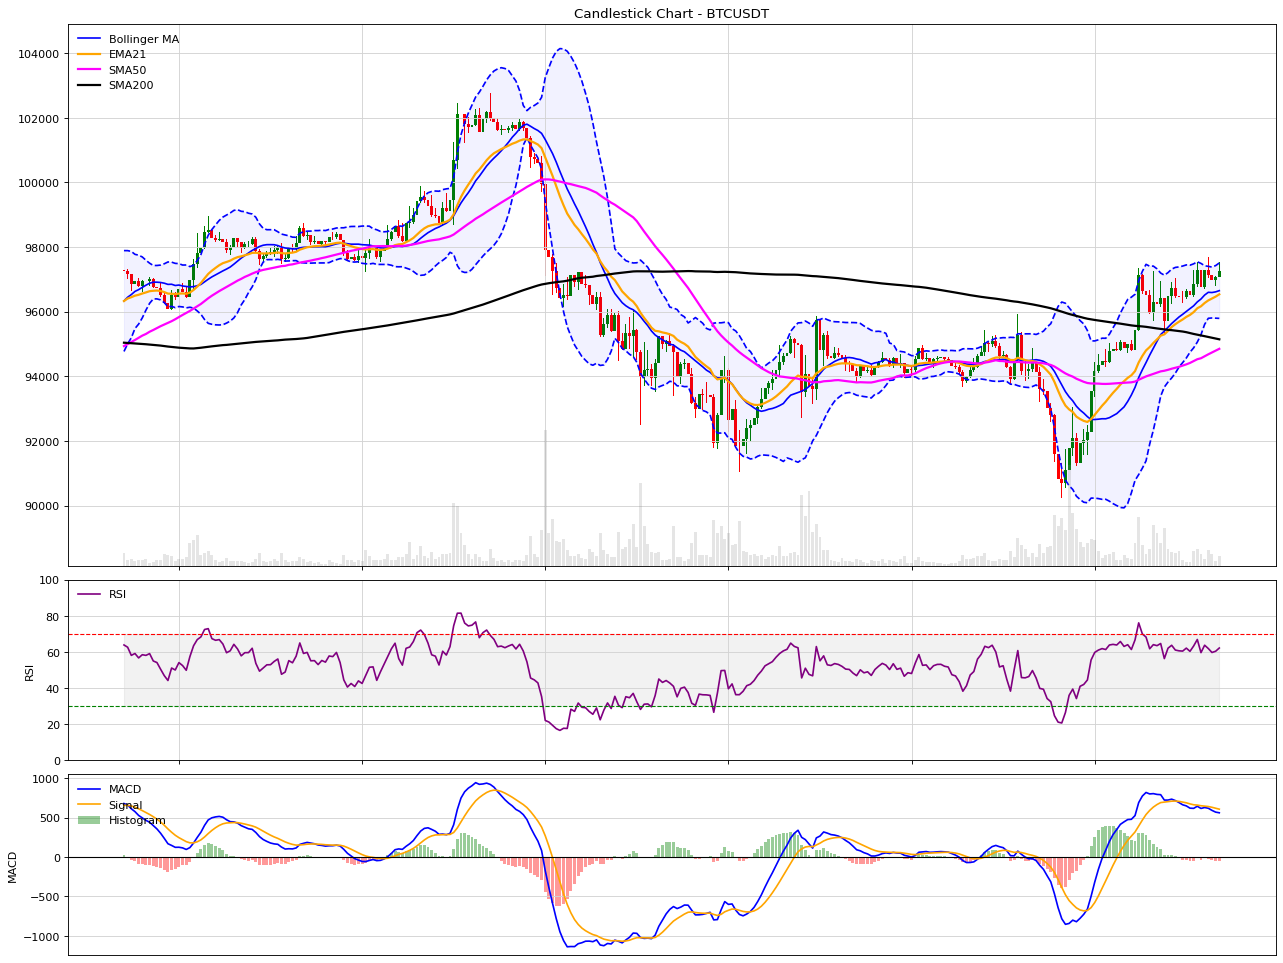 Candlestick Chart - BTCUSDT
Bollinger MA
EMA21
SMA50
SMA200
104000
102000
100000
98000
96000
94000
92000
90000
RSI
RSI
100
80
60
40
20
0
MACD
MACD
Signal
Histogram
1000
500
0
−500
−1000